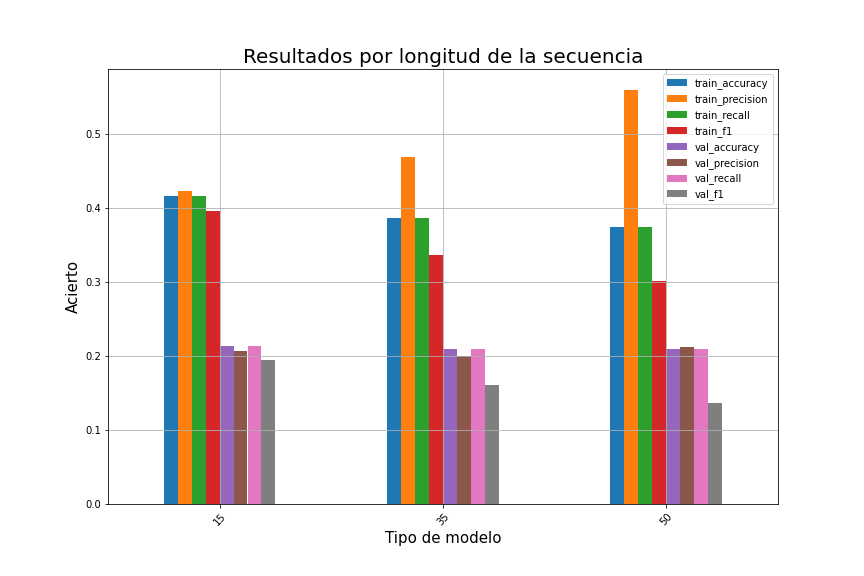 Resultados por longitud de la secuencia
train_accuracy
train_precision
train_recall
train_f1
val_accuracy
val_precision
val_recall
val_f1
Acierto
0.5
0.4
0.3
0.2
0.1
0.0
15
35
50
Tipo de modelo